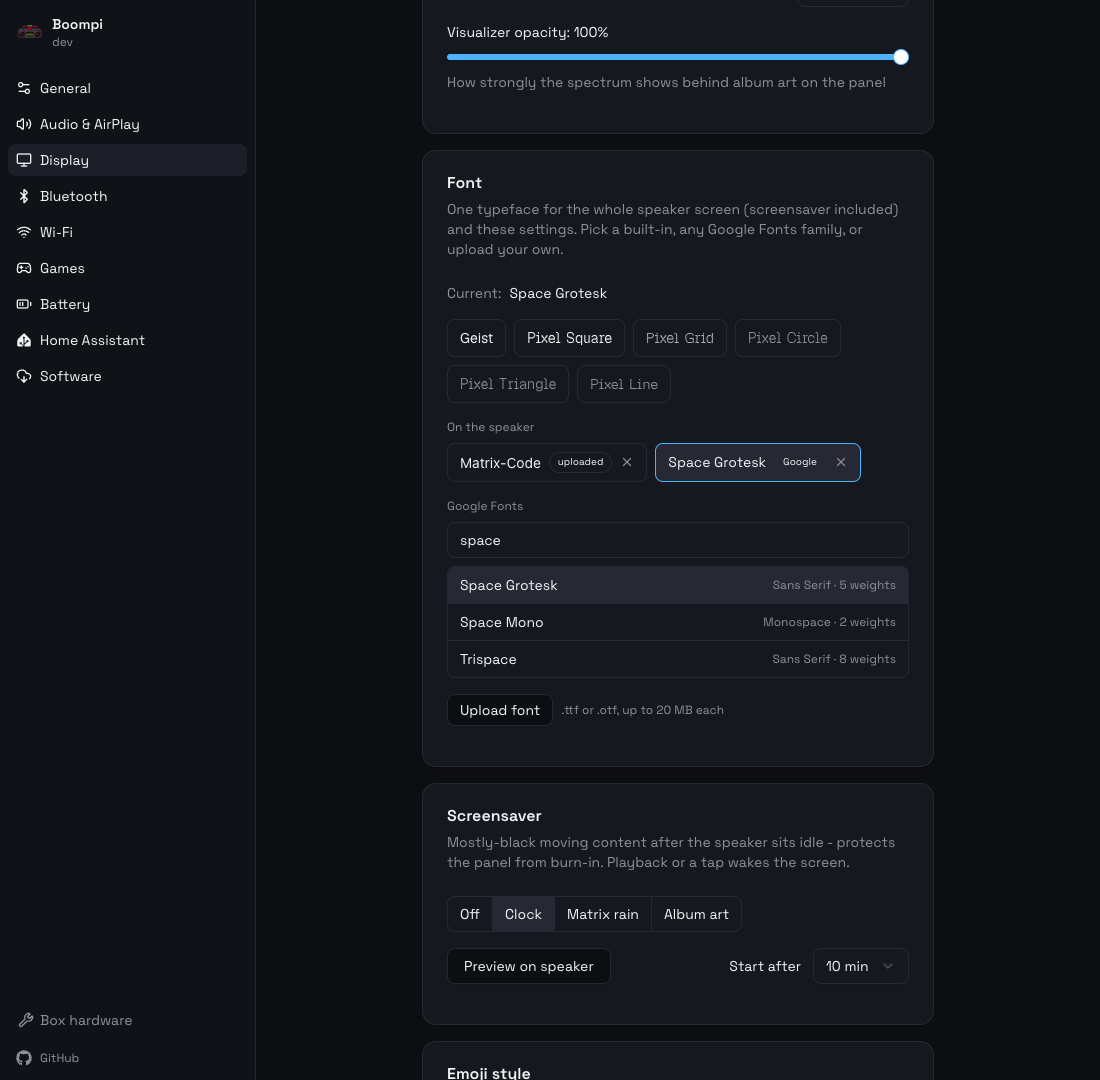 Boompi
dev
General
Audio & AirPlay
Display
Bluetooth
Wi-Fi
Games
Battery
Home Assistant
Software
Box hardware
GitHub
Visualizer opacity: 100%
How strongly the spectrum shows behind album art on the panel
Font
One typeface for the whole speaker screen (screensaver included)
and these settings. Pick a built-in, any Google Fonts family, or
upload your own.
Current: Space Grotesk
Geist Pixel Square Pixel Grid Pixel Circle
Pixel Triangle Pixel Line
On the speaker
Matrix-Code uploaded Space Grotesk Google
Google Fonts
space
Space Grotesk Sans Serif · 5 weights
Space Mono Monospace · 2 weights
Trispace Sans Serif · 8 weights
Upload font .ttf or .otf, up to 20 MB each
Screensaver
Mostly-black moving content after the speaker sits idle - protects
the panel from burn-in. Playback or a tap wakes the screen.
Off Clock Matrix rain Album art
Preview on speaker Start after 10 min
Emoji style